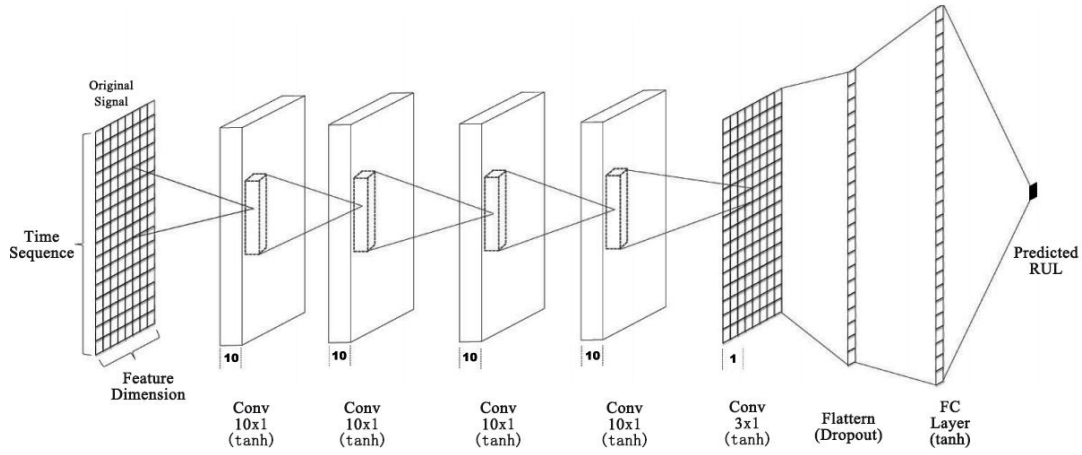 Original
Signal
Time
Sequence
Feature
Dimension
10
10
10
10
1
Conv
10x1
(tanh)
Conv
10x1
(tanh)
Conv
10x1
(tanh)
Conv
10x1
(tanh)
Conv
3x1
(tanh)
Flattern
(Dropout)
FC
Layer
(tanh)
Predicted
RUL